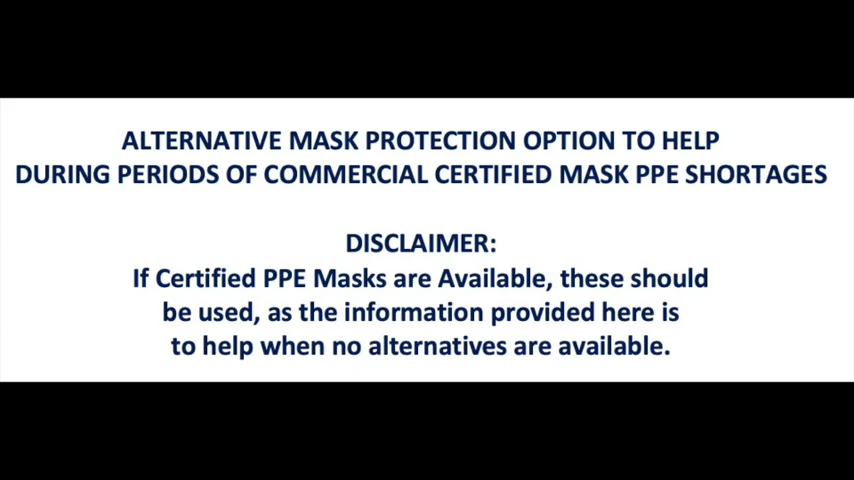 ALTERNATIVE MASK PROTECTION OPTION TO HELP
DURING PERIODS OF COMMERCIAL CERTIFIED MASK PPE SHORTAGES
DISCLAIMER:
If Certified PPE Masks are Available, these should
be used, as the information provided here is
to help when no alternatives are available.